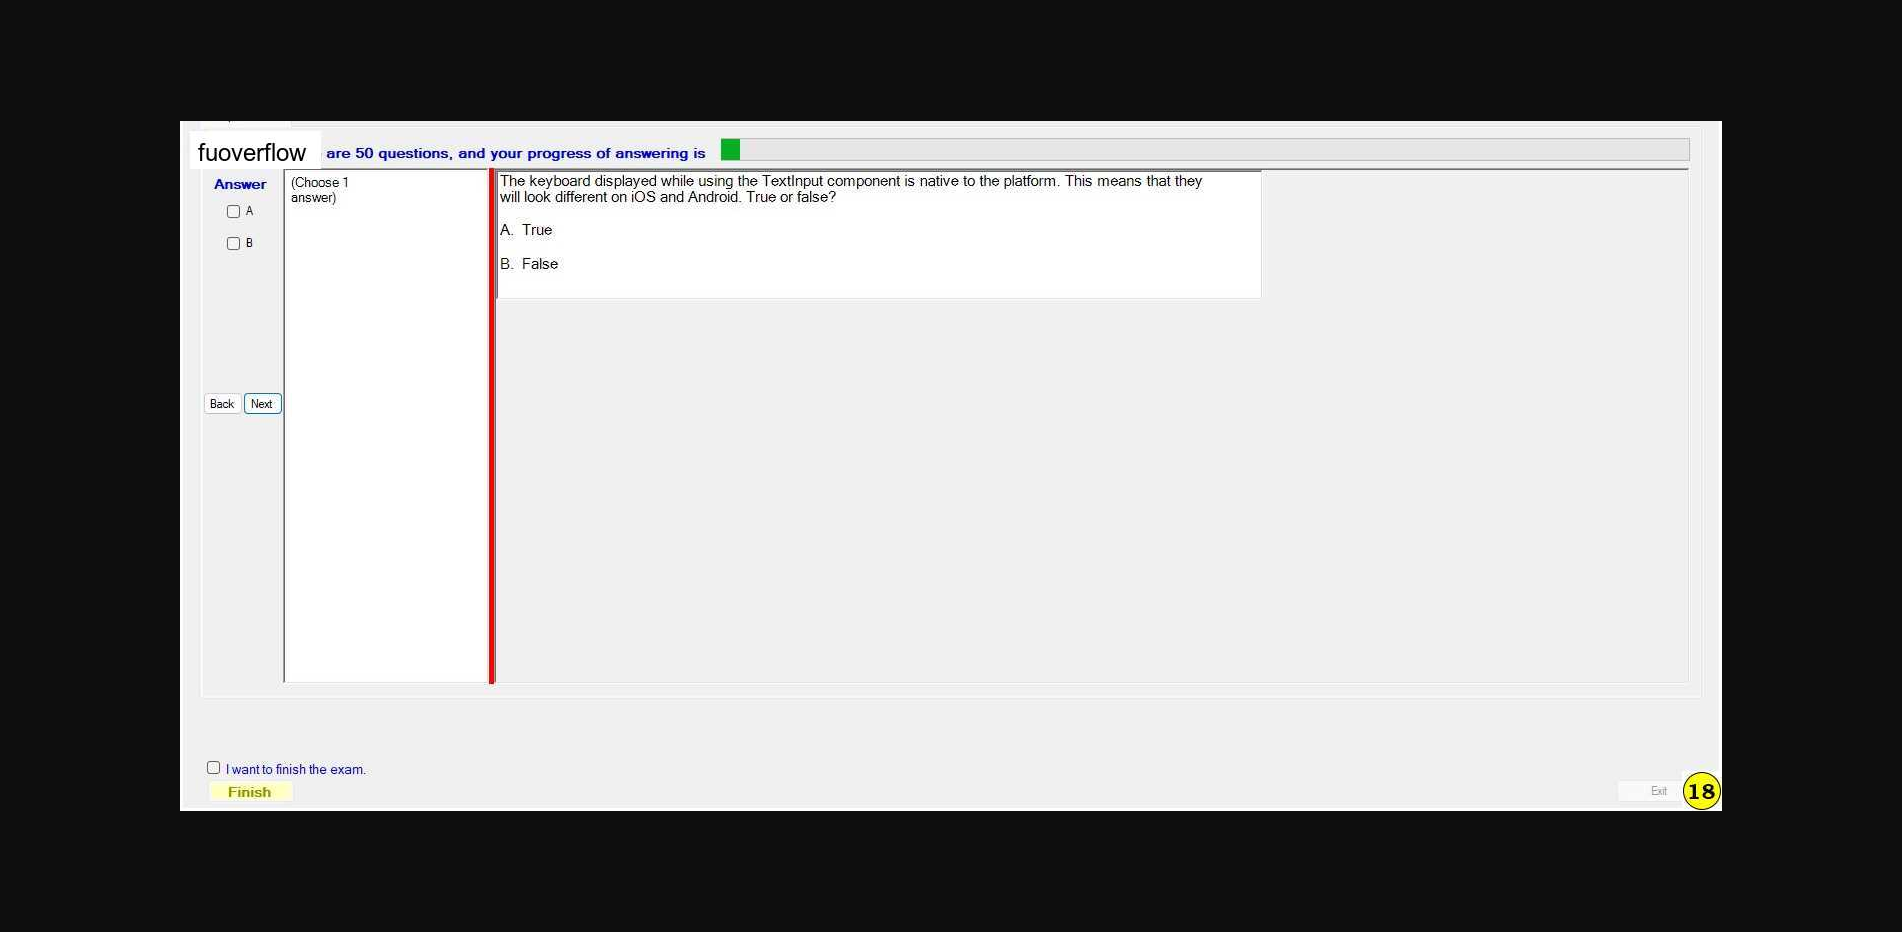 fuoverflow are 50 questions, and your progress of answering is
Answer
A
B
(Choose 1
answer)
The keyboard displayed while using the TextInput component is native to the platform. This means that they
will look different on iOS and Android. True or false?
A. True
B. False
Back Next
I want to finish the exam.
Finish
Exit
18